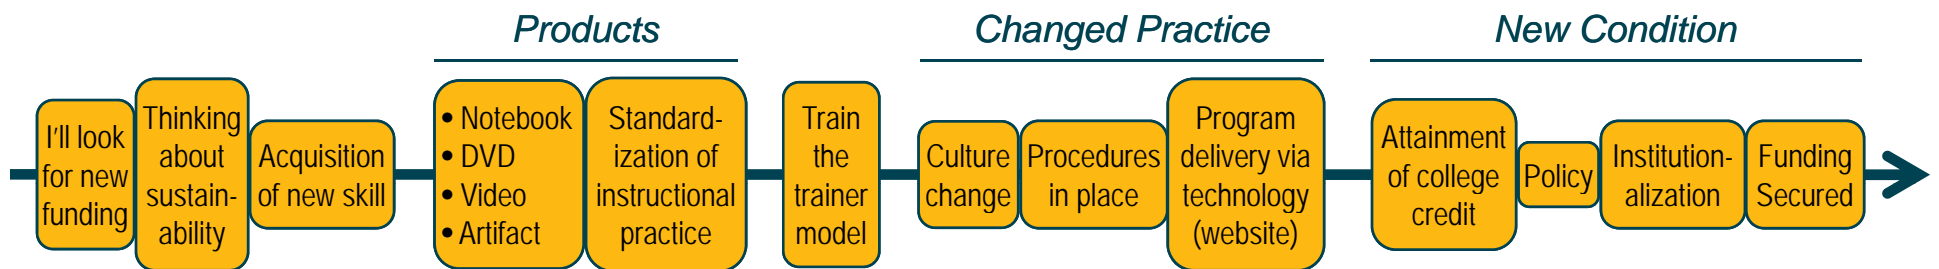 Products
Changed Practice
New Condition
I'll look
for new
funding
Thinking
about
sustain-
ability
Acquisition
of new skill
• Notebook
• DVD
• Video
• Artifact
Standard-
ization of
instructional
practice
Train
the
trainer
model
Culture
change
Procedures
in place
Program
delivery via
technology
(website)
Attainment
of college
credit
Policy
Institution-
alization
Funding
Secured